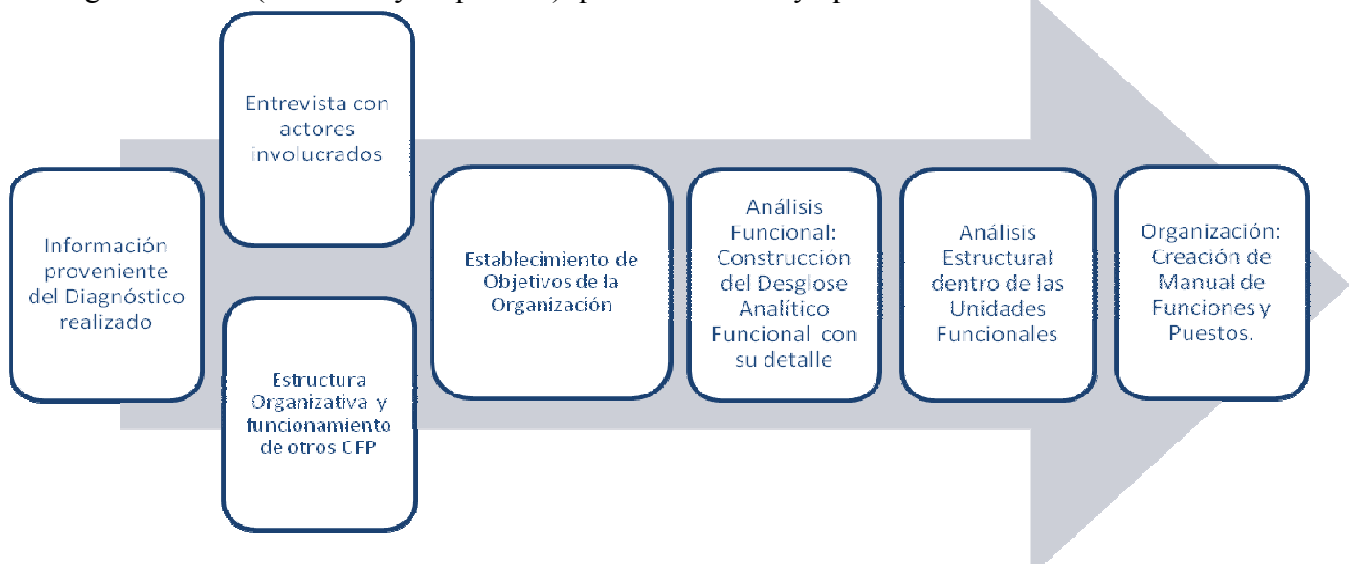 Entrevista con
actores
involucrados
Información
proveniente
del Diagnóstico
realizado
Estructura
Organizativa y
funcionamiento
de otros CFP
Establecimiento de
Objetivos de la
Organización
Análisis
Funcional:
Construccion
del Desglose
Analítico
Funcional con
su detalle
Análisis
Estructural
dentro de las
Unidades
Funcionales
Organización:
Creación de
Manual de
Funciones y
Puestos.